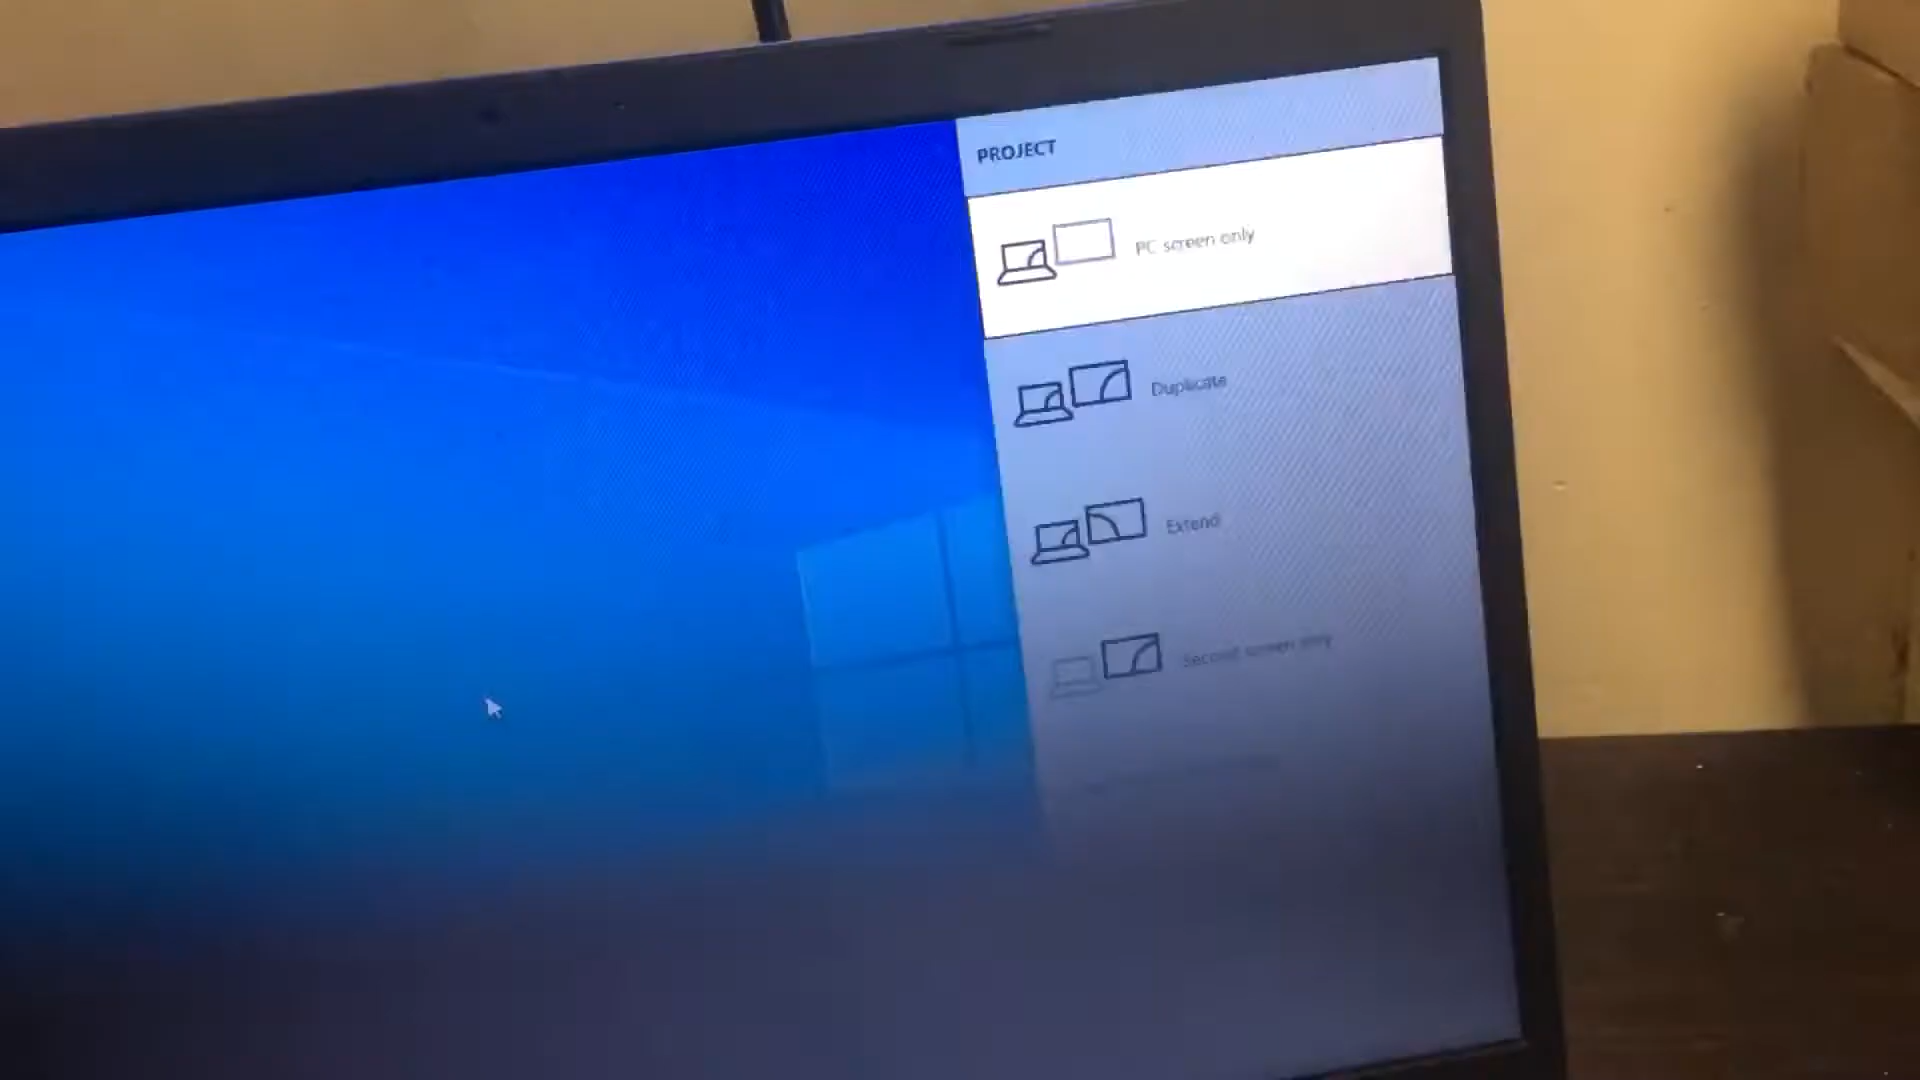 PROJECT
PC screen only
Duplicate
Extend
Second screen only